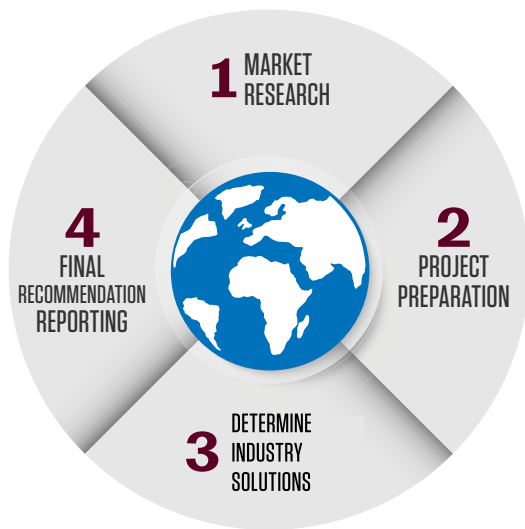 1 MARKET
RESEARCH
2
PROJECT
PREPARATION
3 DETERMINE
INDUSTRY
SOLUTIONS
4
FINAL
RECOMMENDATION
REPORTING